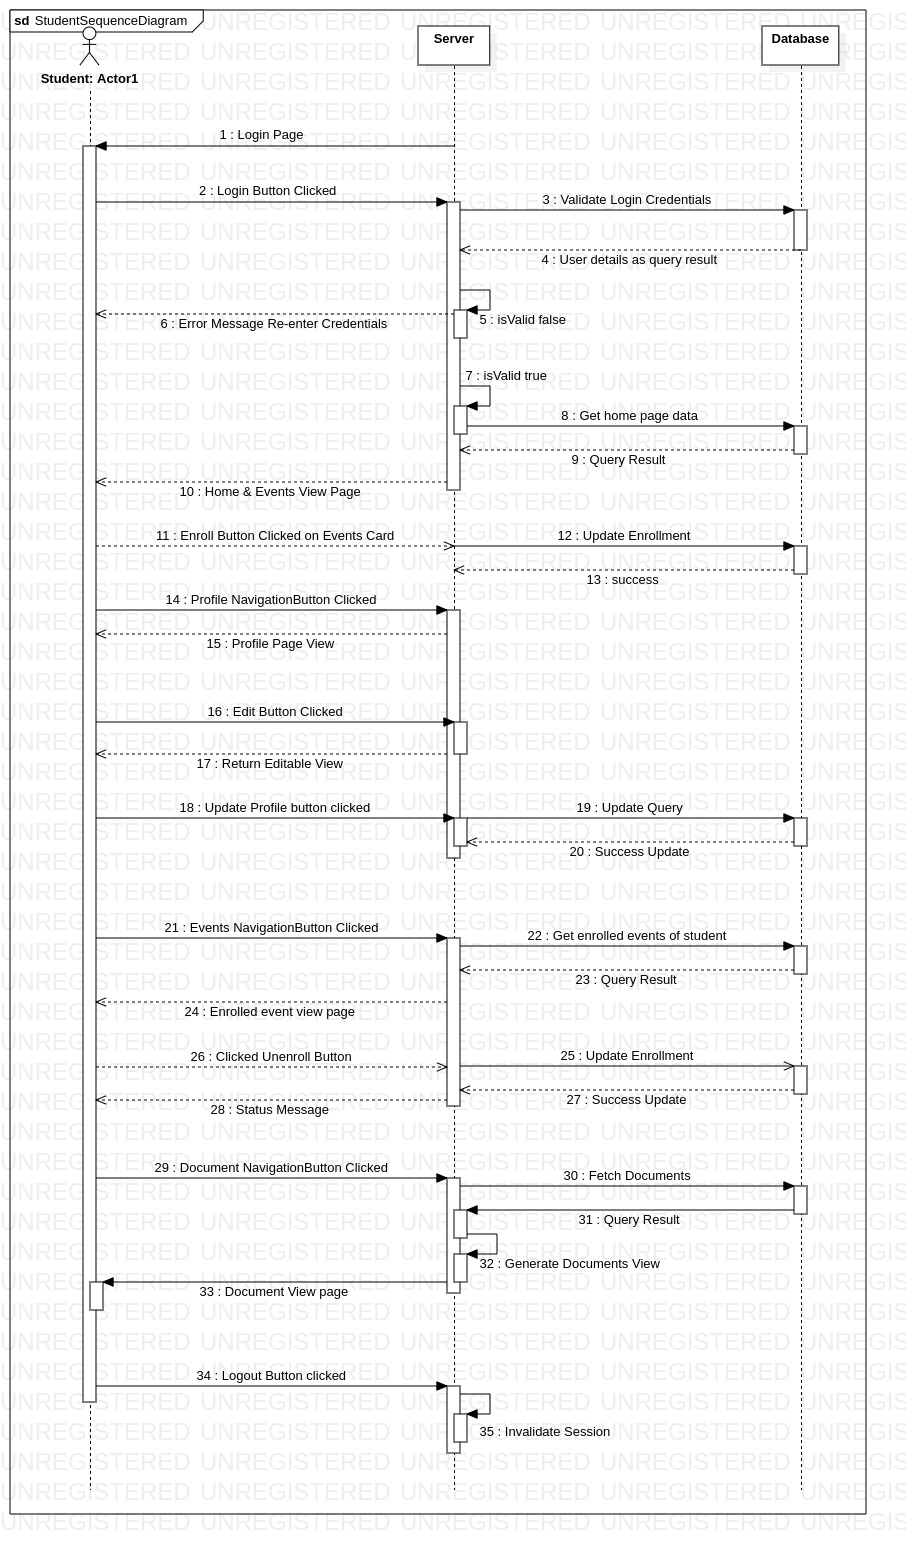 sd StudentSequenceDiagram
Student: Actor1
Server
Database
1 : Login Page
2 : Login Button Clicked
3 : Validate Login Credentials
4 : User details as query result
5 : isValid false
6 : Error Message Re-enter Credentials
7 : isValid true
8 : Get home page data
9 : Query Result
10 : Home & Events View Page
11 : Enroll Button Clicked on Events Card
12 : Update Enrollment
13 : success
14 : Profile NavigationButton Clicked
15 : Profile Page View
16 : Edit Button Clicked
17 : Return Editable View
18 : Update Profile button clicked
19 : Update Query
20 : Success Update
21 : Events NavigationButton Clicked
22 : Get enrolled events of student
23 : Query Result
24 : Enrolled event view page
26 : Clicked Unenroll Button
25 : Update Enrollment
27 : Success Update
28 : Status Message
29 : Document NavigationButton Clicked
30 : Fetch Documents
31 : Query Result
32 : Generate Documents View
33 : Document View page
34 : Logout Button clicked
35 : Invalidate Session
UNREGISTERED